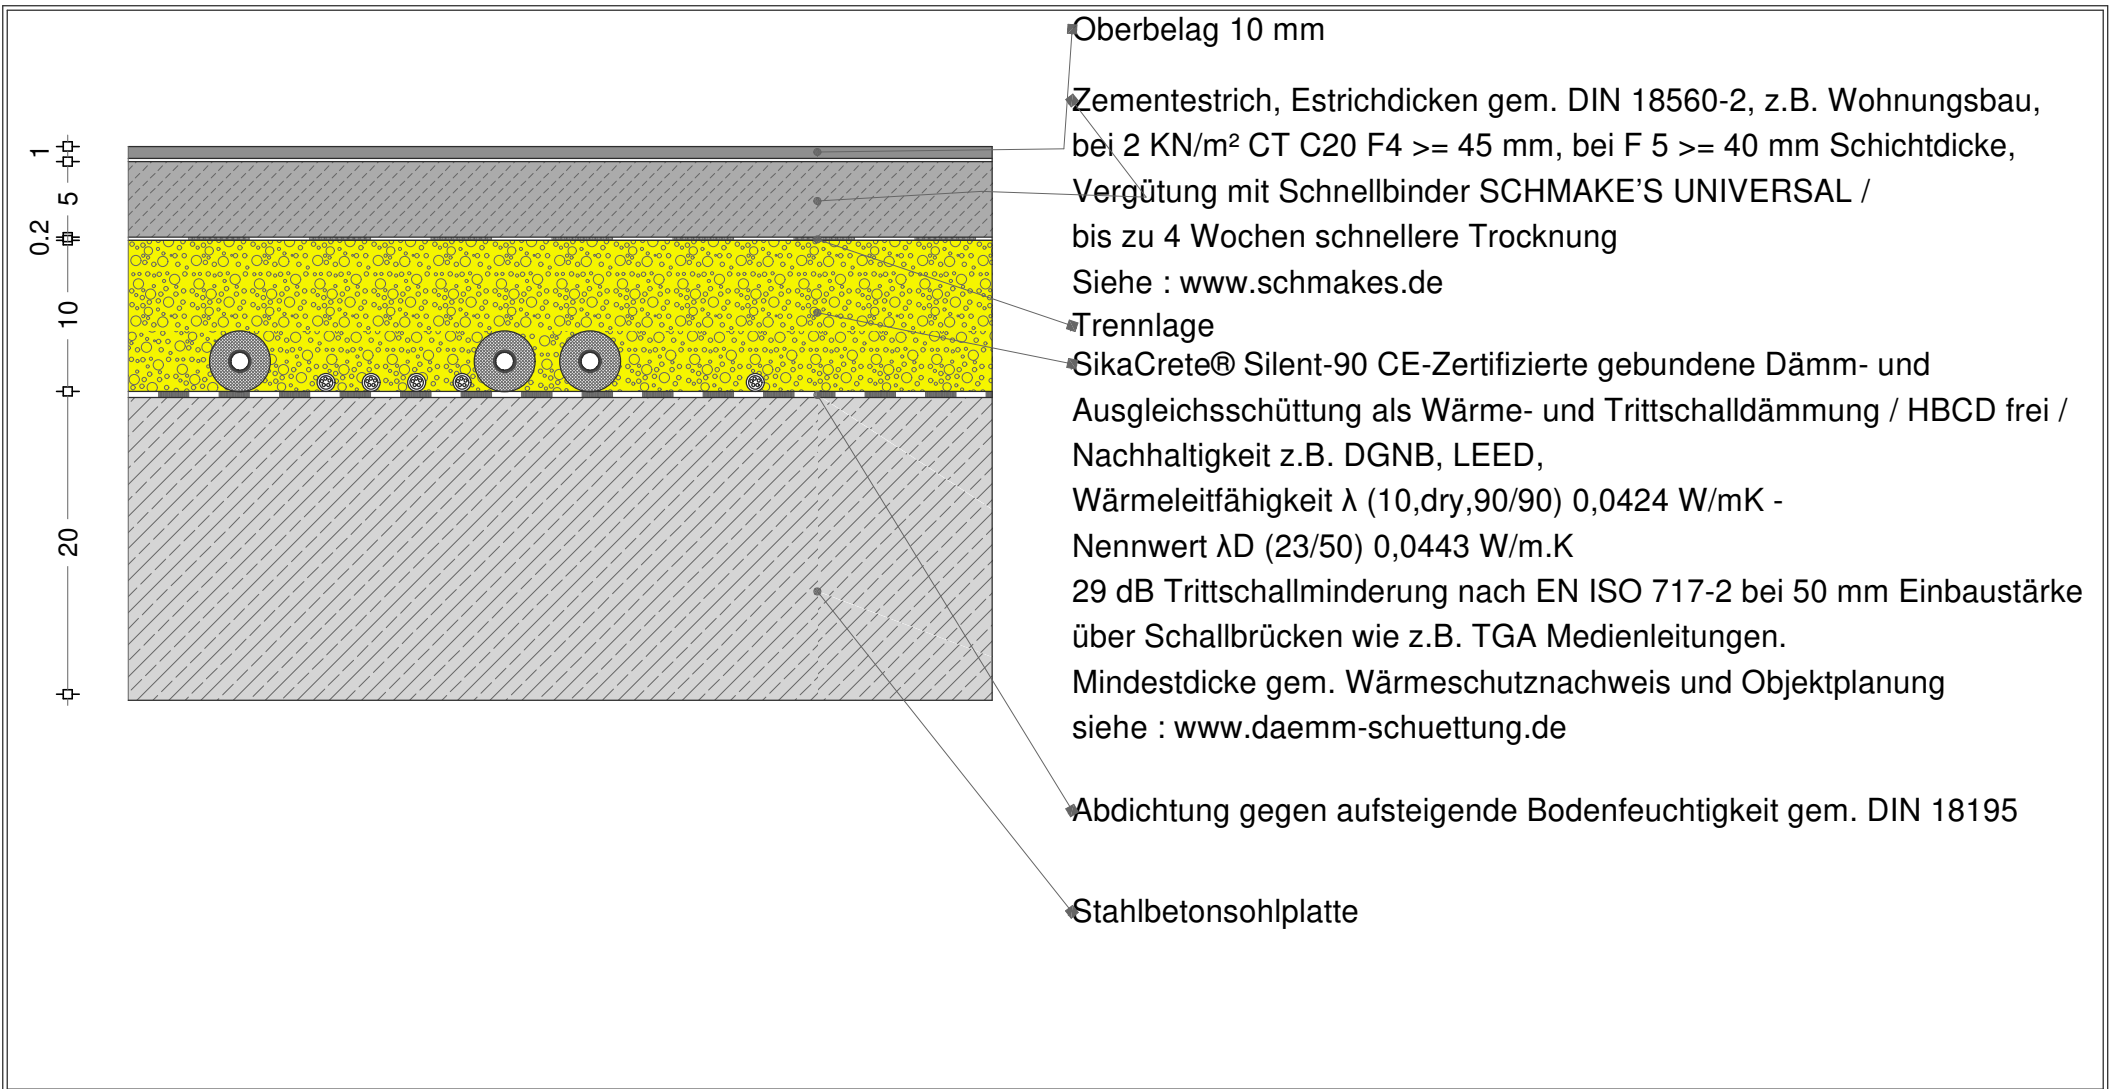 Oberbelag 10 mm
Zementestrich, Estrichdicken gem. DIN 18560-2, z.B. Wohnungsbau,
bei 2 KN/m² CT C20 F4 >= 45 mm, bei F 5 >= 40 mm Schichtdicke,
Vergütung mit Schnellbinder SCHMAKE'S UNIVERSAL /
bis zu 4 Wochen schnellere Trocknung
Siehe : www.schmakes.de
Trennlage
SikaCrete® Silent-90 CE-Zertifizierte gebundene Dämm- und
Ausgleichsschüttung als Wärme- und Trittschalldämmung / HBCD frei /
Nachhaltigkeit z.B. DGNB, LEED,
Wärmeleitfähigkeit λ (10,dry,90/90) 0,0424 W/mK -
Nennwert λD (23/50) 0,0443 W/m.K
29 dB Trittschallminderung nach EN ISO 717-2 bei 50 mm Einbaustärke
über Schallbrücken wie z.B. TGA Medienleitungen.
Mindestdicke gem. Wärmeschutznachweis und Objektplanung
siehe : www.daemm-schuettung.de
Abdichtung gegen aufsteigende Bodenfeuchtigkeit gem. DIN 18195
Stahlbetonsohlplatte
1
5
0.2
10
20